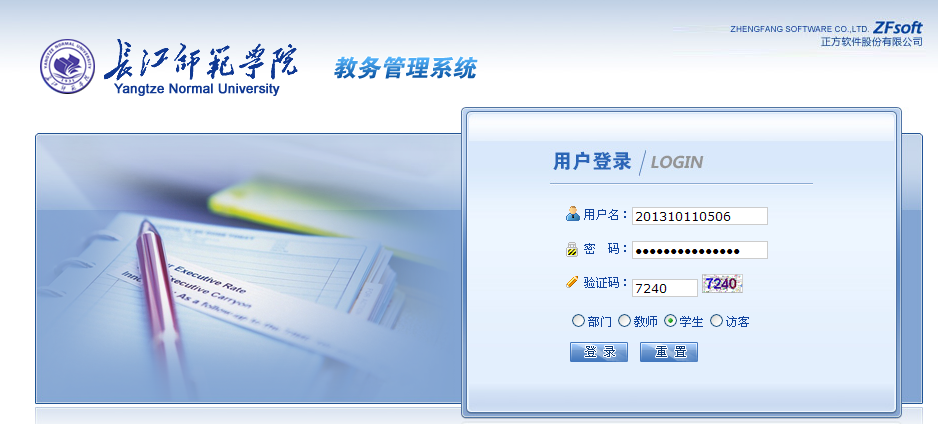 ZHENGFANG SOFTWARE CO.,LTD. ZFsoft
正方软件股份有限公司
長江师範学院
Yangtze Normal University
教务管理系统
用户登录 / LOGIN
用户名：201310110506
密 码：●●●●●●●●●●●●●●●
验证码：7240 7240
部门 教师 学生 访客
登 录 重 置
Executive Rate
Executive Carryon
As a follow-up to the